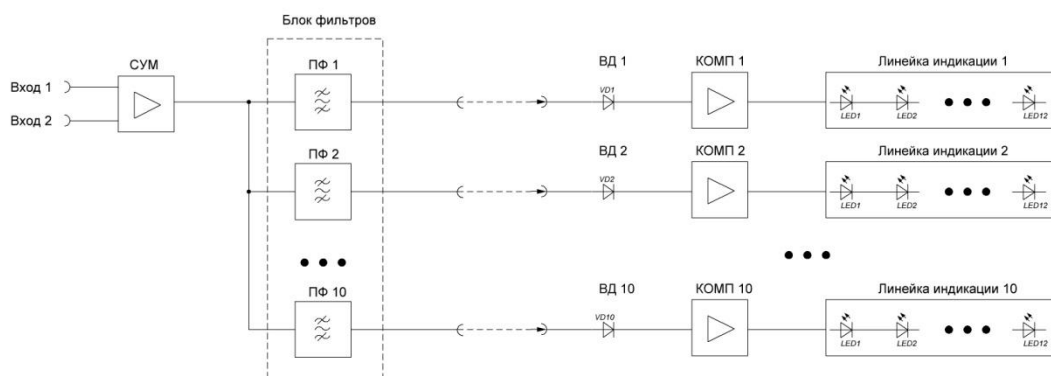 Блок фильтров
СУМ
ПФ 1
ВД 1
КОМП 1
Линейка индикации 1
Вход 1
Вход 2
VD1
LED1
LED2
LED12
ПФ 2
ВД 2
КОМП 2
Линейка индикации 2
VD2
LED1
LED2
LED12
ПФ 10
ВД 10
КОМП 10
Линейка индикации 10
VD10
LED1
LED2
LED12